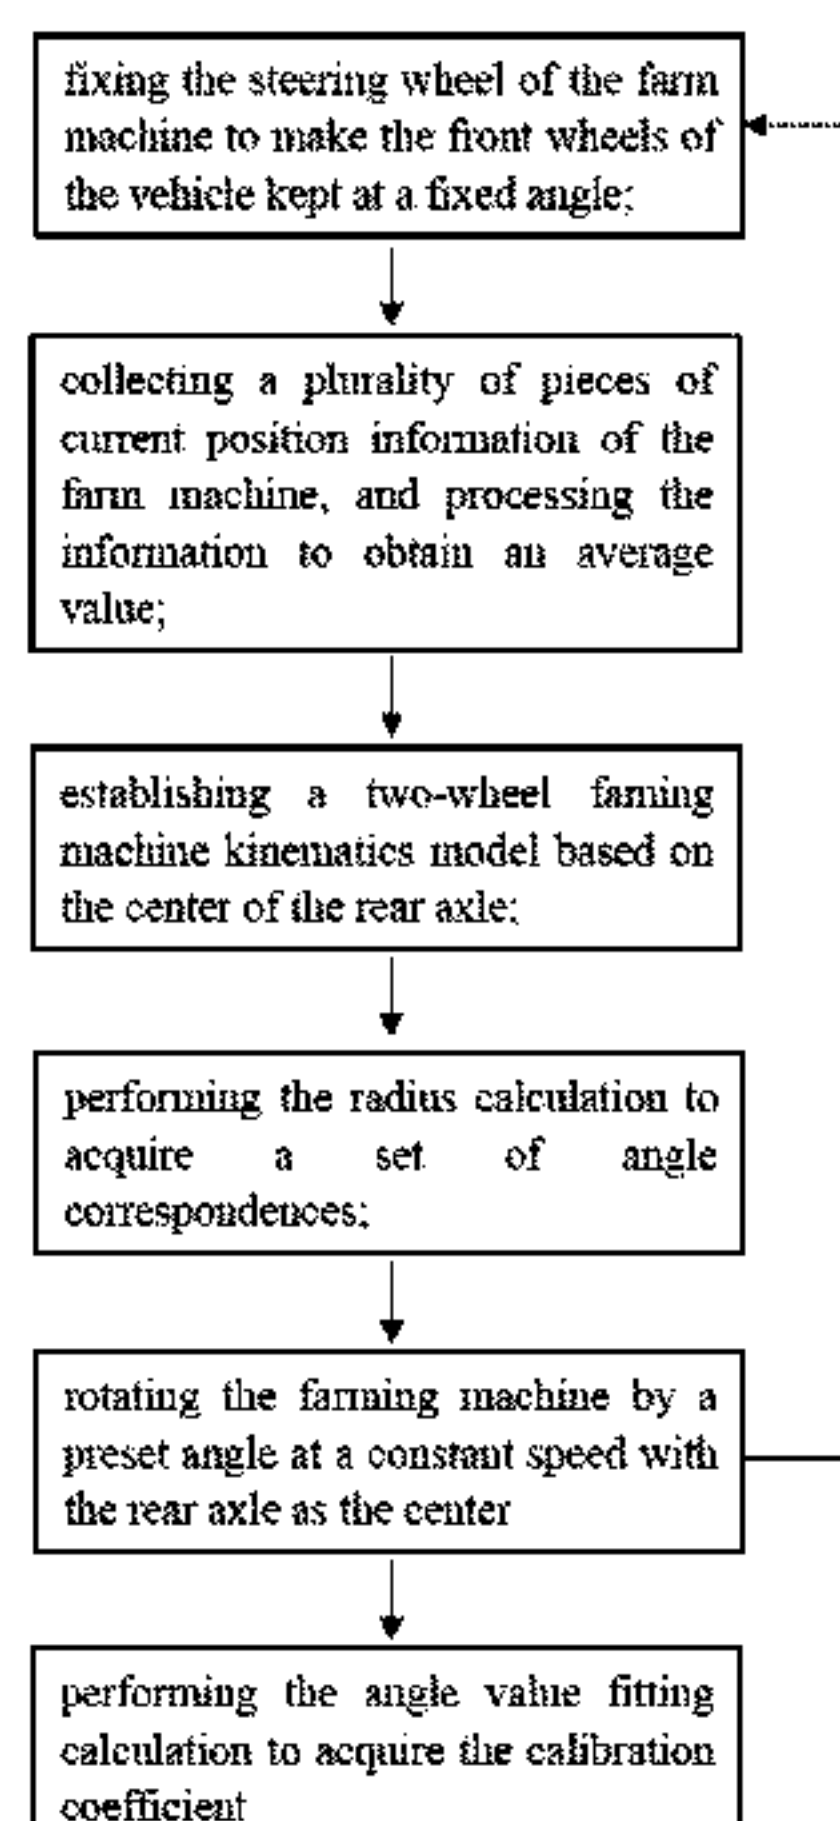 fixing the steering wheel of the farm
machine to make the front wheels of
the vehicle kept at a fixed angle;
collecting a plurality of pieces of
current position information of the
farm machine, and processing the
information to obtain an average
value;
establishing a two-wheel faming
machine kinematics model based on
the center of the rear axle;
performing the radius calculation to
acquire a set of angle
correspondences;
rotating the farming machine by a
preset angle at a constant speed with
the rear axle as the center
performing the angle value fitting
calculation to acquire the calibration
coefficient